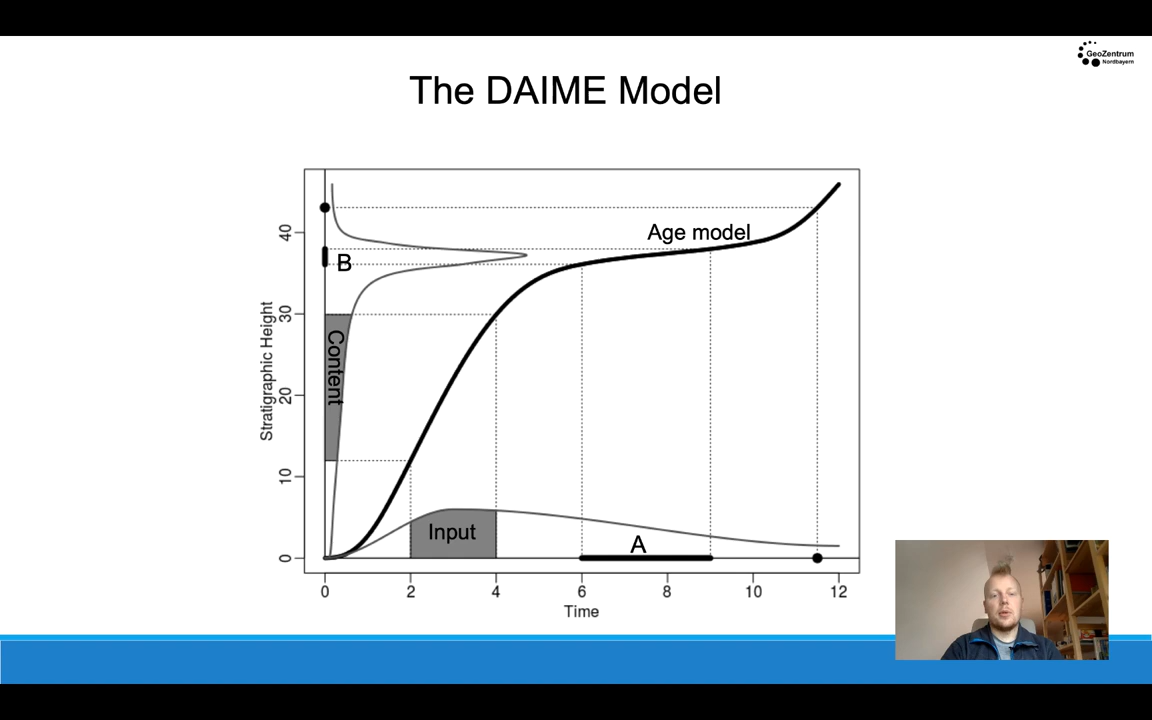 GeoZentrum
Nordbayern
The DAIME Model
Age model
B
Content
Input
A
Stratigraphic Height
40
30
20
10
0
0 2 4 6 8 10 12
Time